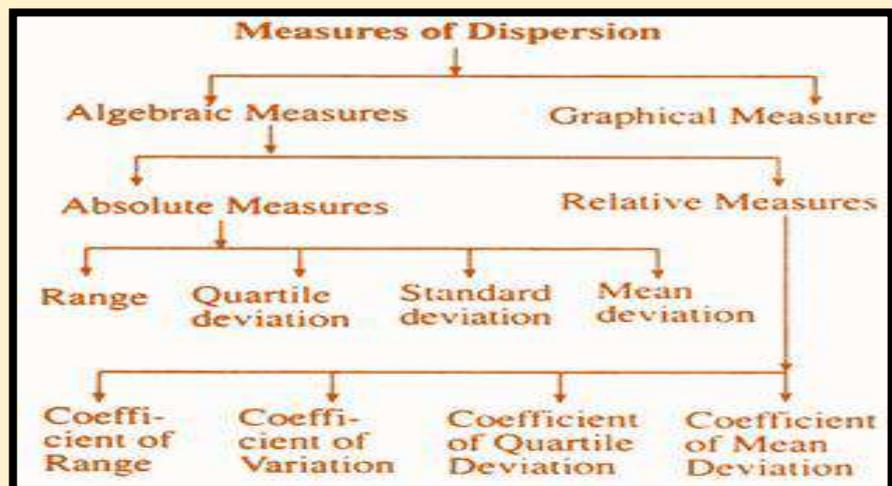 Measures of Dispersion
Algebraic Measures
Graphical Measure
Absolute Measures
Relative Measures
Range
Quartile
deviation
Standard
deviation
Mean
deviation
Coeffi-
cient of
Range
Coeffi-
cient of
Variation
Coefficient
of Quartile
Deviation
Coefficient
of Mean
Deviation